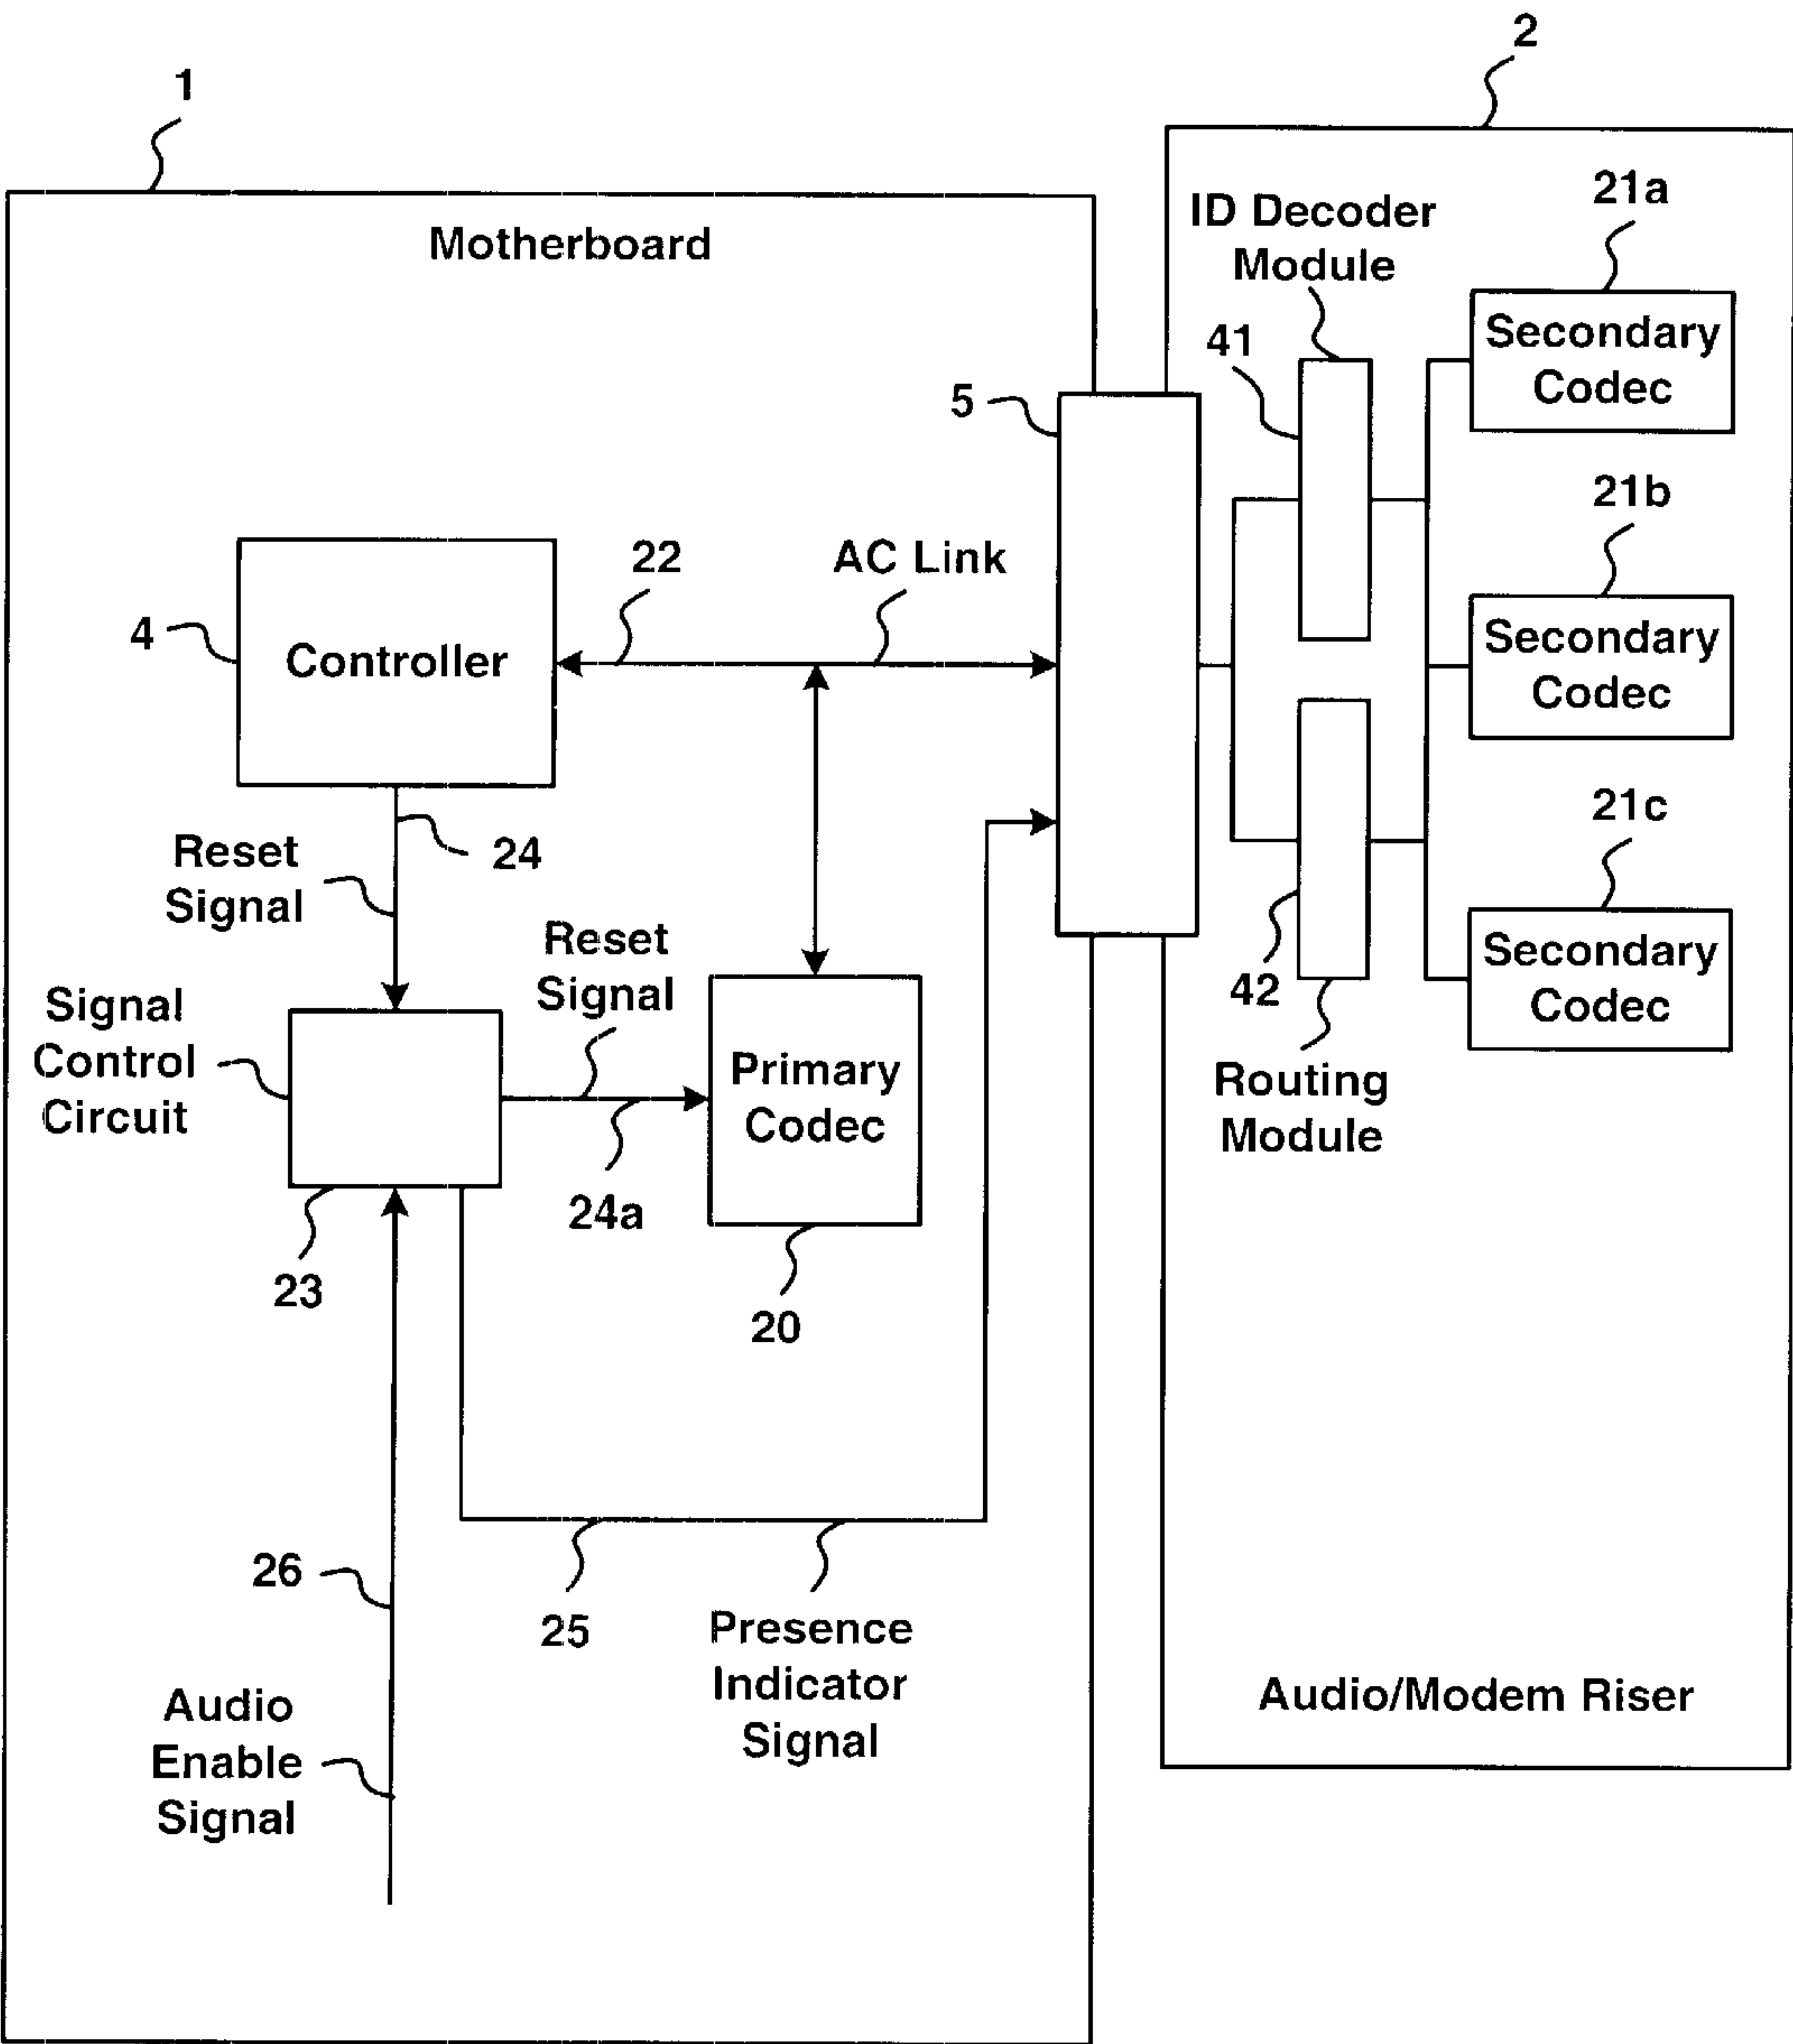 1
2
Motherboard
ID Decoder
Module
21a
Secondary
Codec
41
5
21b
Secondary
Codec
22
AC Link
4
Controller
21c
Secondary
Codec
24
Reset
Signal
Reset
Signal
42
Routing
Module
Signal
Control
Circuit
Primary
Codec
24a
23
20
26
25
Presence
Indicator
Signal
Audio
Enable
Signal
Audio/Modem Riser